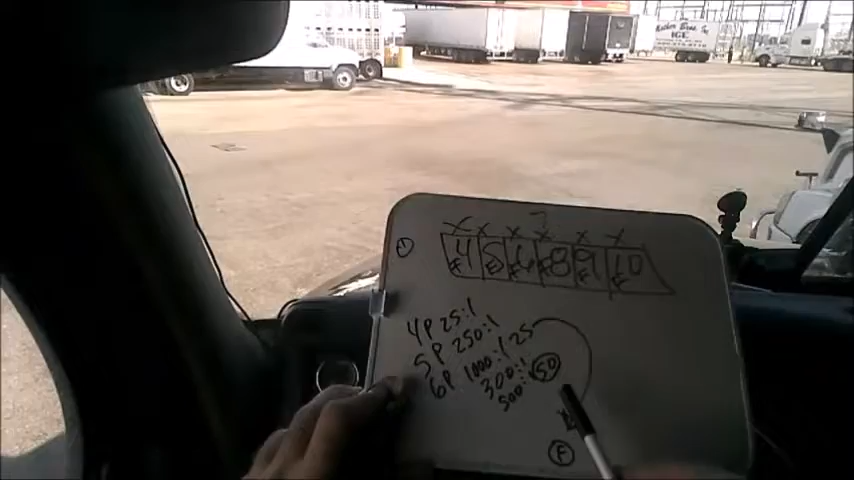 X X X 7 X X X
① 4 5 6 8 9 10
£ £ £ £ £ £
4P 25:1
5P 250:1
6P 1000:1 25
300:1 50
500
F